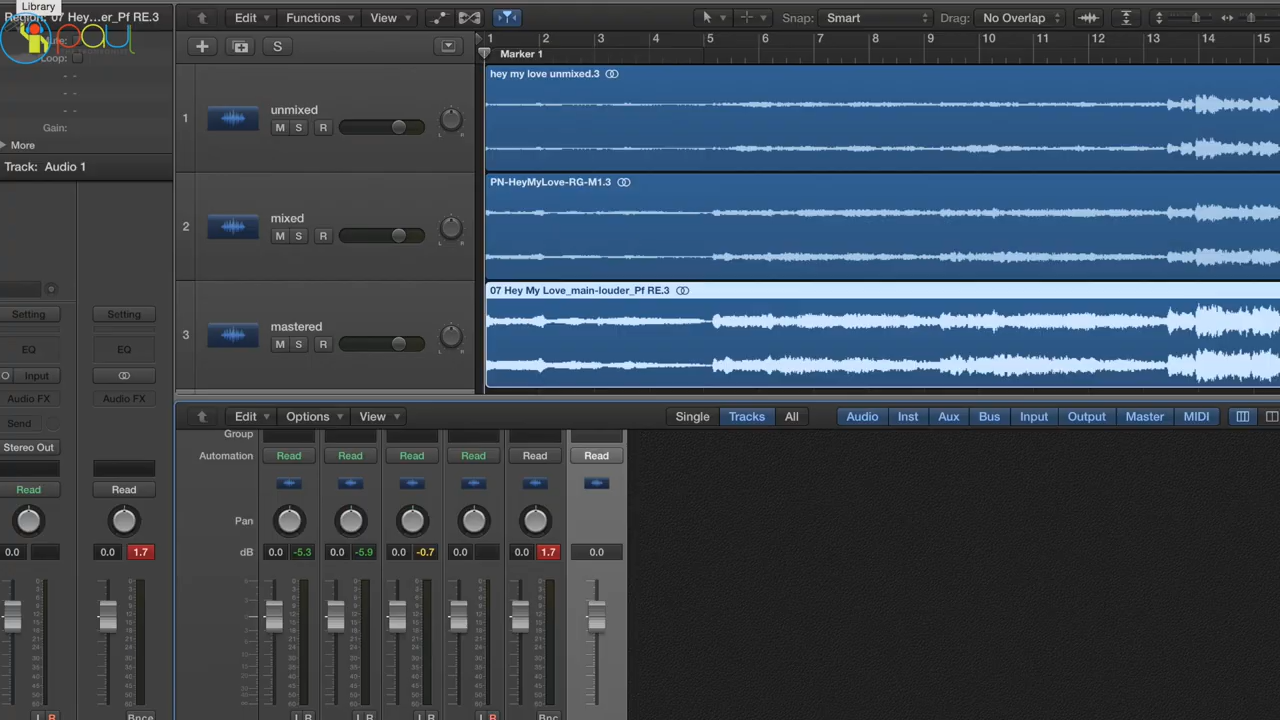 Library
Region: 07 Hey...er_Pf RE.3
paul
Loop:
Gain:
More
Track: Audio 1
Setting Setting
EQ EQ
Input
Audio FX Audio FX
Send
Stereo Out
Read Read
0.0 0.0 1.7
Bnce
Edit Functions View Snap: Smart Drag: No Overlap
S
1 2 3 4 5 6 7 8 9 10 11 12 13 14 15
Marker 1
1 unmixed
M S R L R
hey my love unmixed.3
2 mixed
M S R L R
PN-HeyMyLove-RG-M1.3
3 mastered
M S R L R
07 Hey My Love_main-louder_Pf RE.3
Edit Options View Single Tracks All Audio Inst Aux Bus Input Output Master MIDI
Group
Automation Read Read Read Read Read Read
Pan
dB 0.0 -5.3 0.0 -5.9 0.0 -0.7 0.0 0.0 1.7 0.0